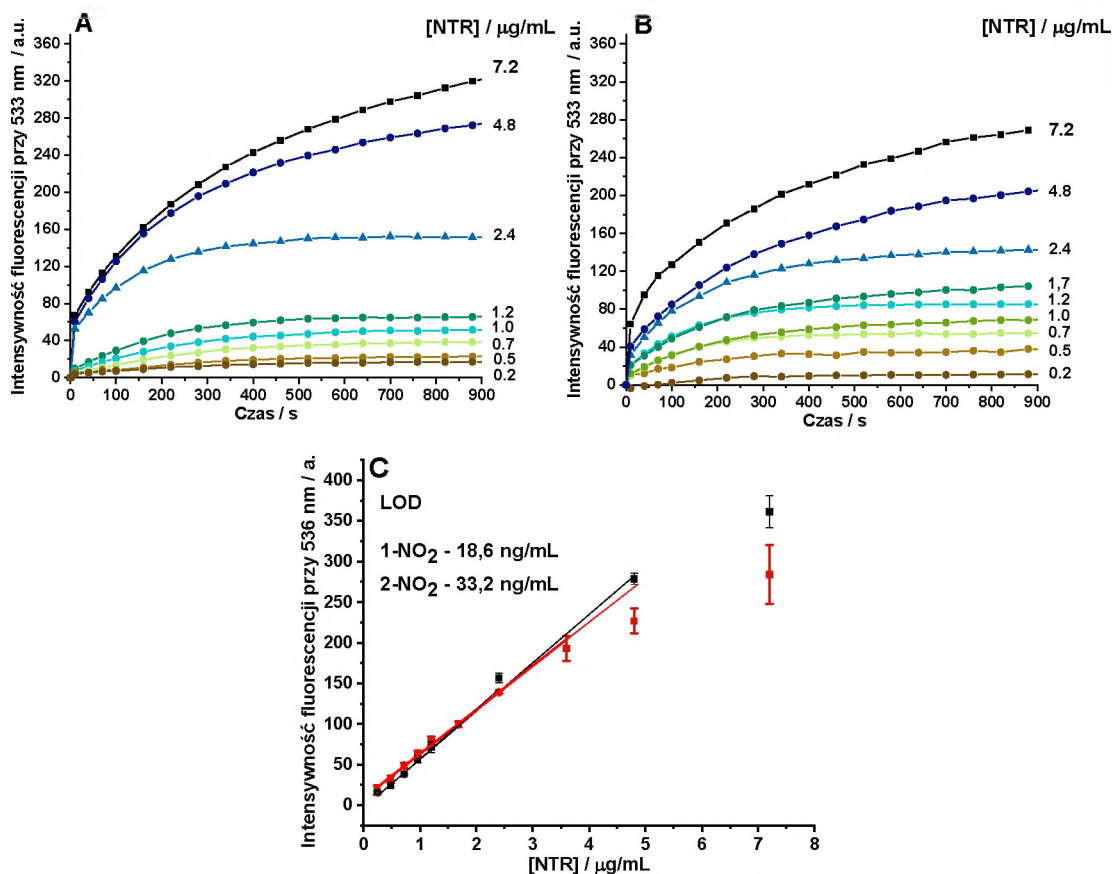 A
[NTR] / μg/mL
Intensywność fluorescencji przy 533 nm / a.u.
360
320
280
240
200
160
120
80
40
0
7.2
4.8
2.4
1.2
1.0
0.7
0.5
0.2
0 100 200 300 400 500 600 700 800 900
Czas / s
B
[NTR] / μg/mL
Intensywność fluorescencji przy 533 nm / a.u.
360
320
280
240
200
160
120
80
40
0
7.2
4.8
2.4
1,7
1.2
1.0
0.7
0.5
0.2
0 100 200 300 400 500 600 700 800 900
Czas / s
C
Intensywność fluorescencji przy 536 nm / a.
400
350
300
250
200
150
100
50
0
LOD
1-NO2 - 18,6 ng/mL
2-NO2 - 33,2 ng/mL
0 1 2 3 4 5 6 7 8
[NTR] / μg/mL